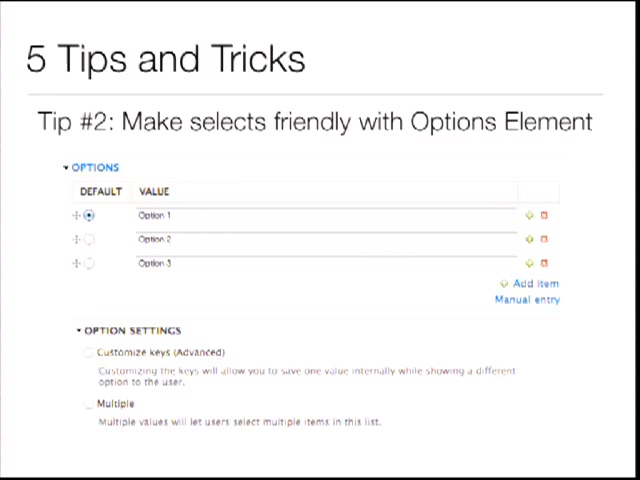 5 Tips and Tricks
Tip #2: Make selects friendly with Options Element
OPTIONS
DEFAULT VALUE
Option 1
Option 2
Option 3
Add item
Manual entry
OPTION SETTINGS
Customize keys (Advanced)
Customizing the keys will allow you to save one value internally while showing a different
option to the user.
Multiple
Multiple values will let users select multiple items in this list.